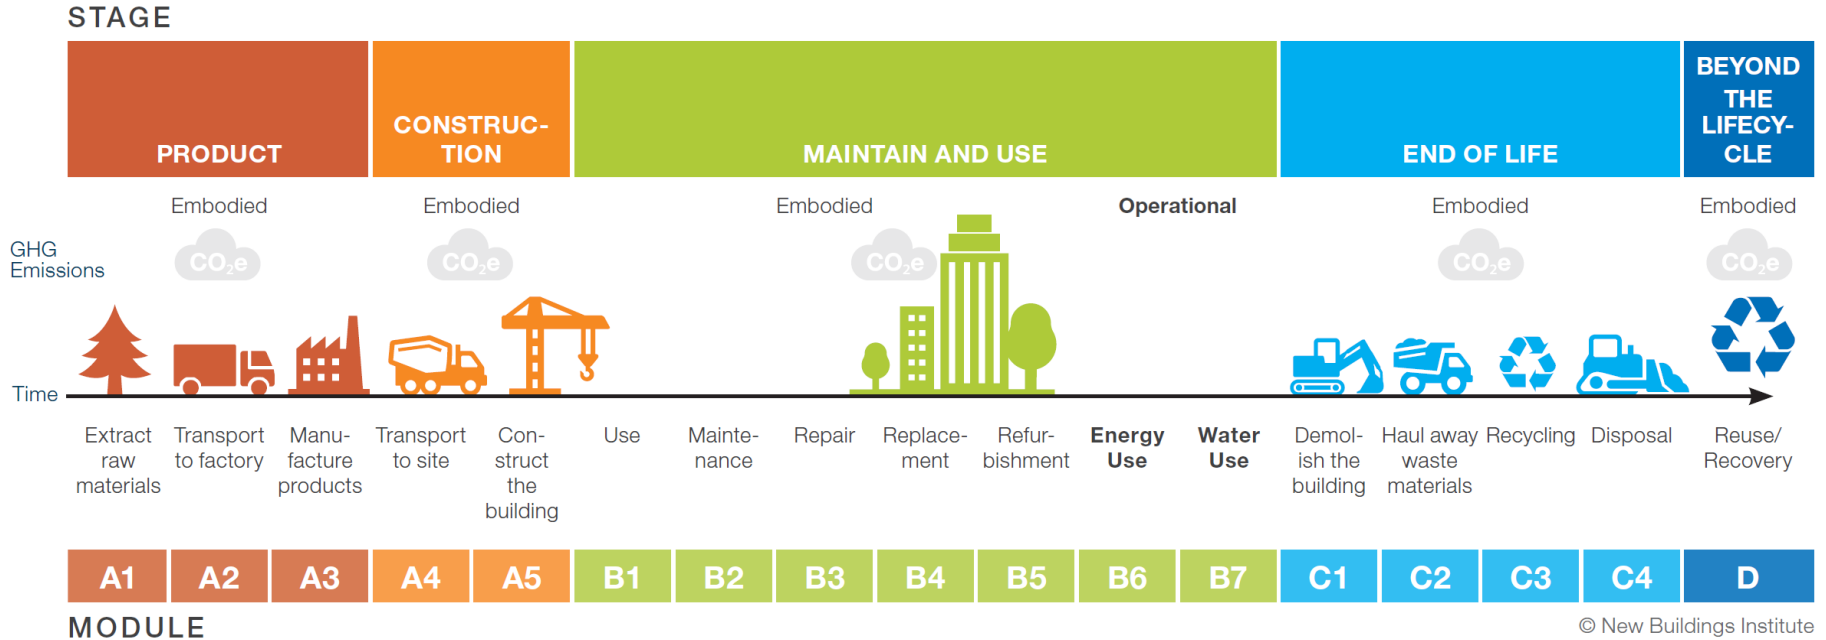 STAGE
PRODUCT
CONSTRUC-
TION
MAINTAIN AND USE
END OF LIFE
BEYOND
THE
LIFECY-
CLE
GHG
Emissions
Embodied
CO2e
Embodied
CO2e
Embodied
CO2e
Operational
Embodied
CO2e
Embodied
CO2e
Time
Extract
raw
materials
Transport
to factory
Manu-
facture
products
Transport
to site
Con-
struct
the
building
Use
Mainte-
nance
Repair
Replace-
ment
Refur-
bishment
Energy
Use
Water
Use
Demol-
ish the
building
Haul away
waste
materials
Recycling
Disposal
Reuse/
Recovery
A1 A2 A3 A4 A5 B1 B2 B3 B4 B5 B6 B7 C1 C2 C3 C4 D
MODULE
© New Buildings Institute